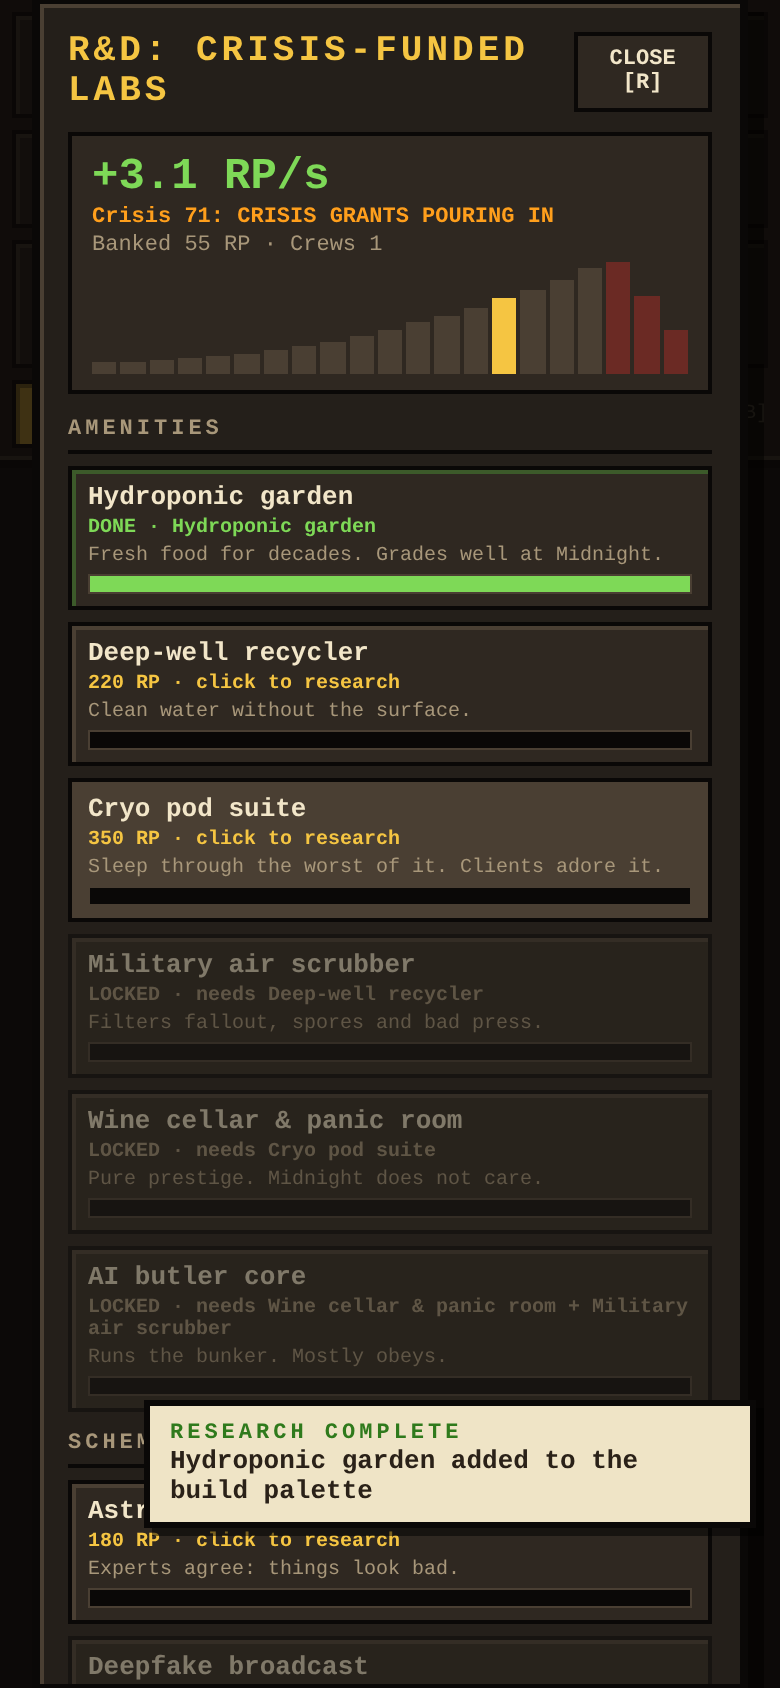 R&D: CRISIS-FUNDED
LABS
CLOSE
[R]
+3.1 RP/s
Crisis 71: CRISIS GRANTS POURING IN
Banked 55 RP · Crews 1
AMENITIES
Hydroponic garden
DONE · Hydroponic garden
Fresh food for decades. Grades well at Midnight.
Deep-well recycler
220 RP · click to research
Clean water without the surface.
Cryo pod suite
350 RP · click to research
Sleep through the worst of it. Clients adore it.
Military air scrubber
LOCKED · needs Deep-well recycler
Filters fallout, spores and bad press.
Wine cellar & panic room
LOCKED · needs Cryo pod suite
Pure prestige. Midnight does not care.
AI butler core
LOCKED · needs Wine cellar & panic room + Military
air scrubber
Runs the bunker. Mostly obeys.
RESEARCH COMPLETE
Hydroponic garden added to the
build palette
180 RP · click to research
Experts agree: things look bad.
Deepfake broadcast